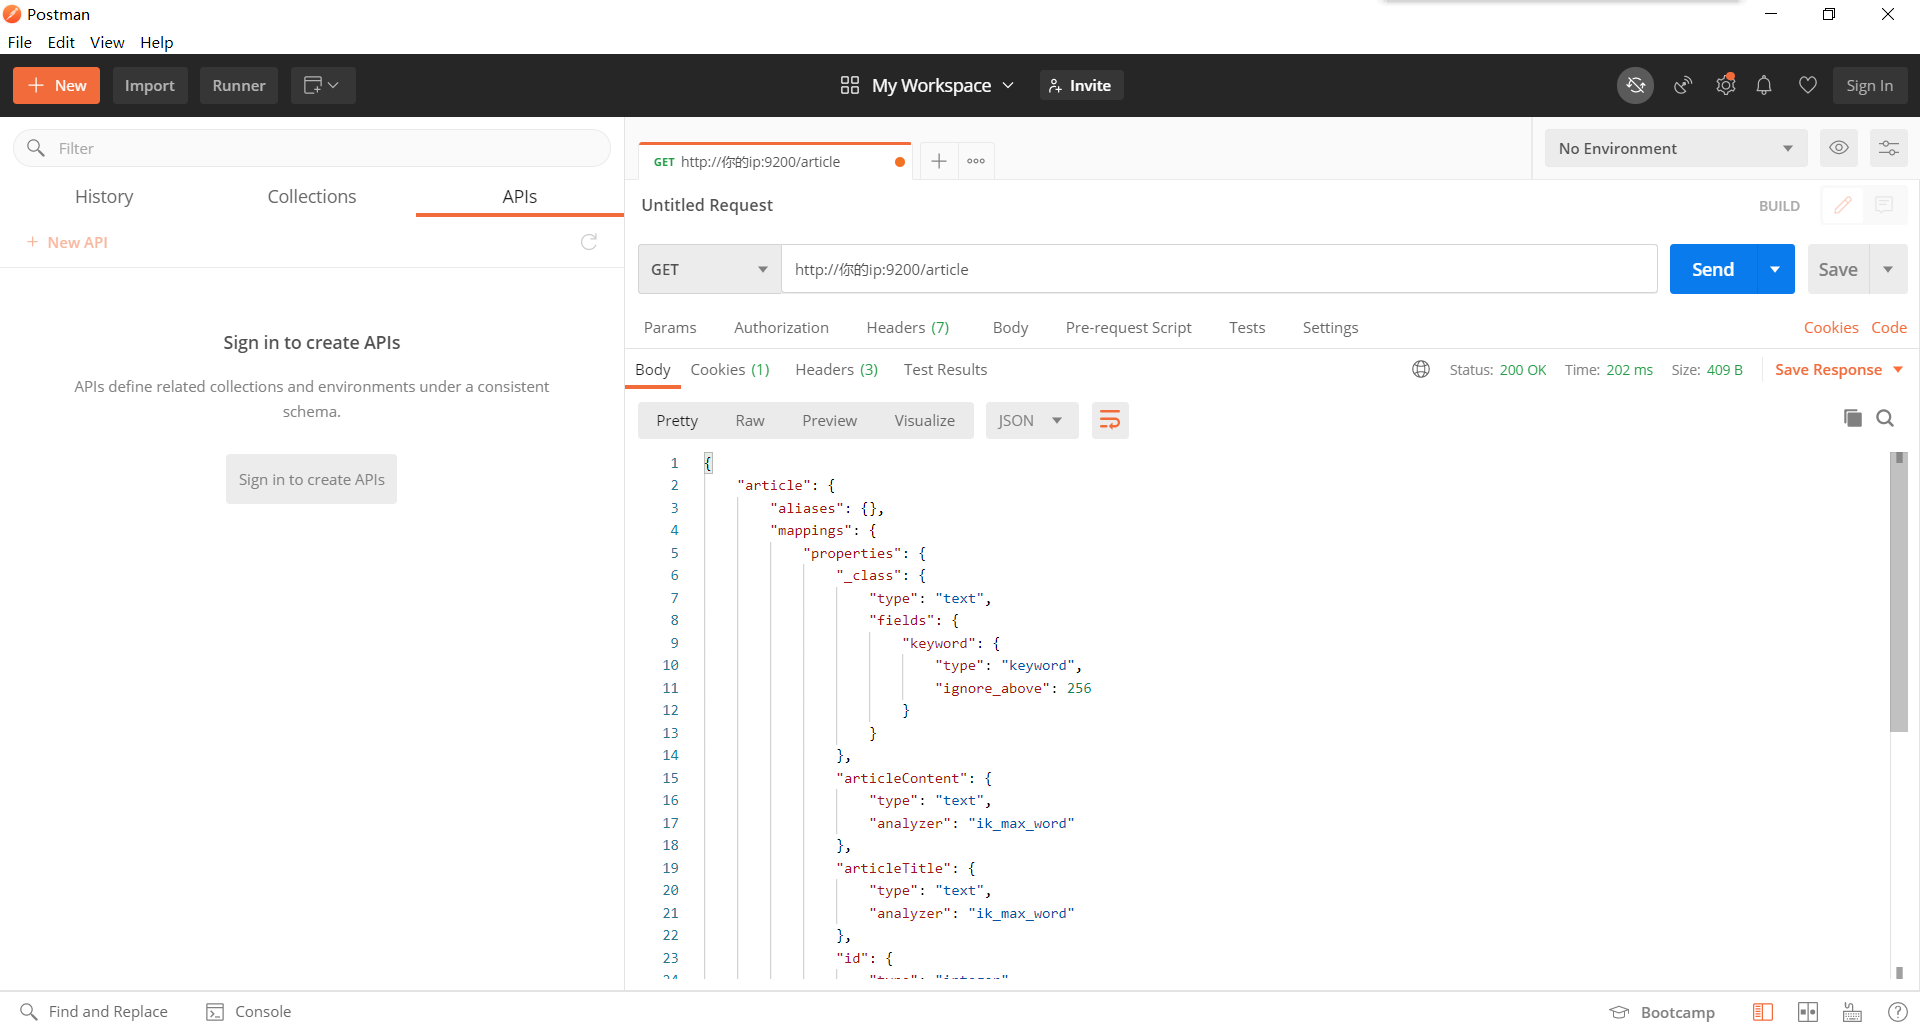 Postman
File Edit View Help
+ New Import Runner My Workspace Invite Sign In
Filter
History Collections APIs
+ New API
Sign in to create APIs
APIs define related collections and environments under a consistent
schema.
Sign in to create APIs
GET http://你的ip:9200/article
No Environment
Untitled Request
BUILD
GET http://你的ip:9200/article Send Save
Params Authorization Headers (7) Body Pre-request Script Tests Settings Cookies Code
Body Cookies (1) Headers (3) Test Results Status: 200 OK Time: 202 ms Size: 409 B Save Response
Pretty Raw Preview Visualize JSON
1 {
2 "article": {
3 "aliases": {},
4 "mappings": {
5 "properties": {
6 "_class": {
7 "type": "text",
8 "fields": {
9 "keyword": {
10 "type": "keyword",
11 "ignore_above": 256
12 }
13 }
14 },
15 "articleContent": {
16 "type": "text",
17 "analyzer": "ik_max_word"
18 },
19 "articleTitle": {
20 "type": "text",
21 "analyzer": "ik_max_word"
22 },
23 "id": {
24 "type": "integer"
Find and Replace Console Bootcamp